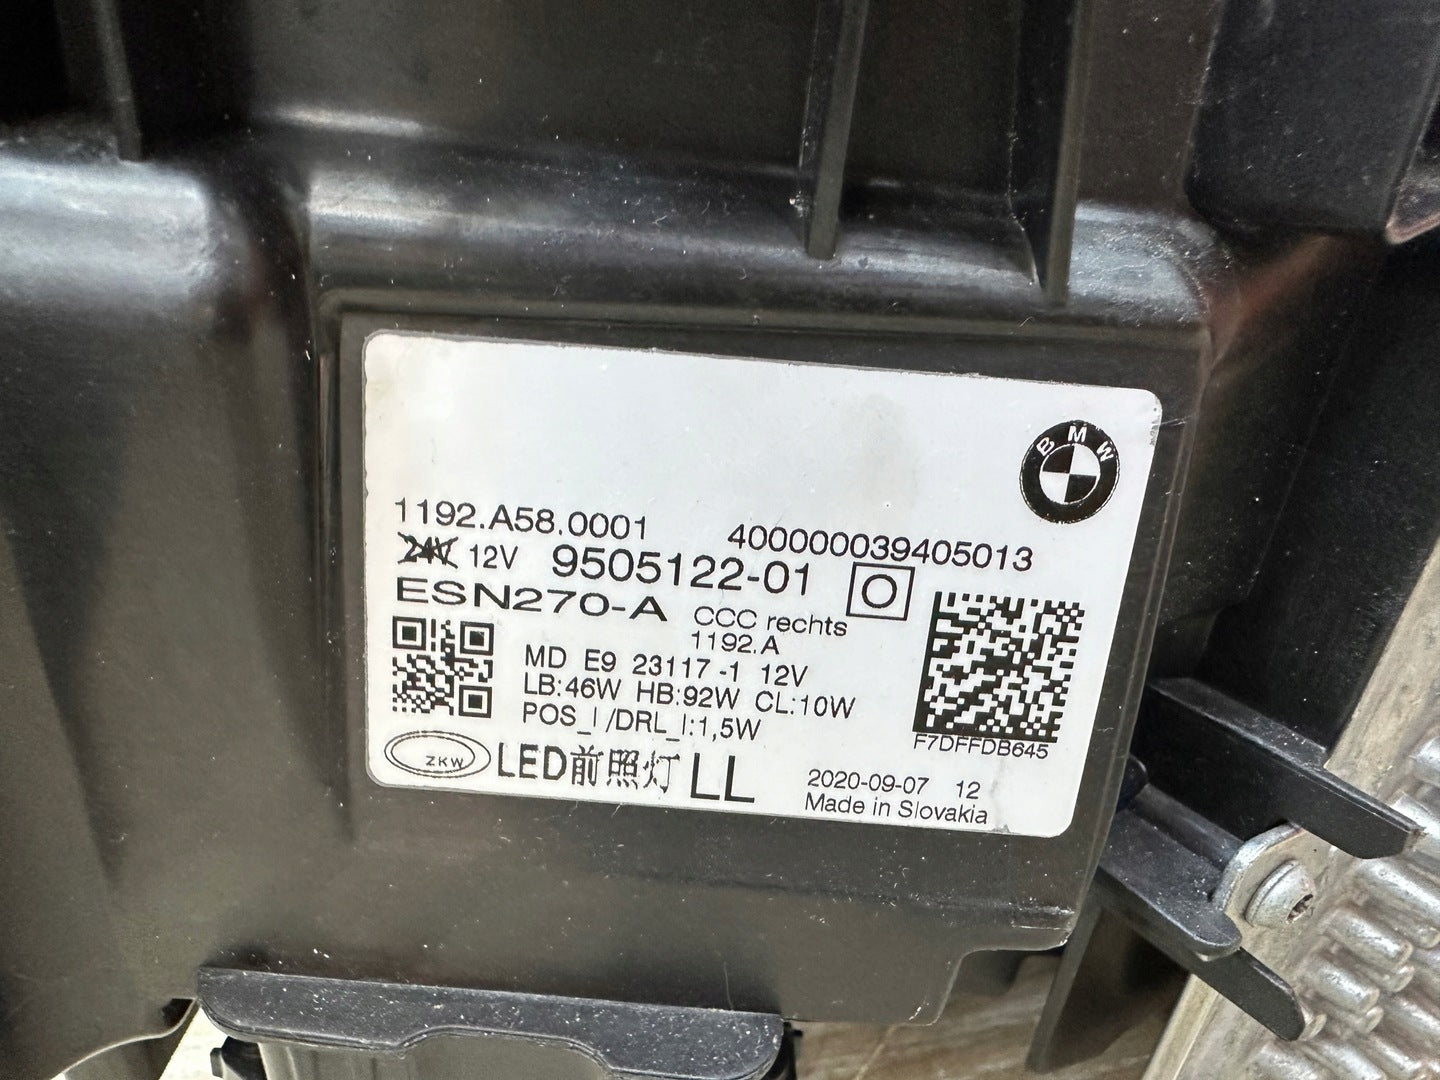 BMW
1192.A58.0001 400000039405013
24V 12V 9505122-01 O
ESN270-A CCC rechts
1192.A
MD E9 23117-1 12V
LB:46W HB:92W CL:10W
POS_I/DRL_I:1,5W
F7DFFDB645
ZKW LED前照灯 LL
2020-09-07 12
Made in Slovakia